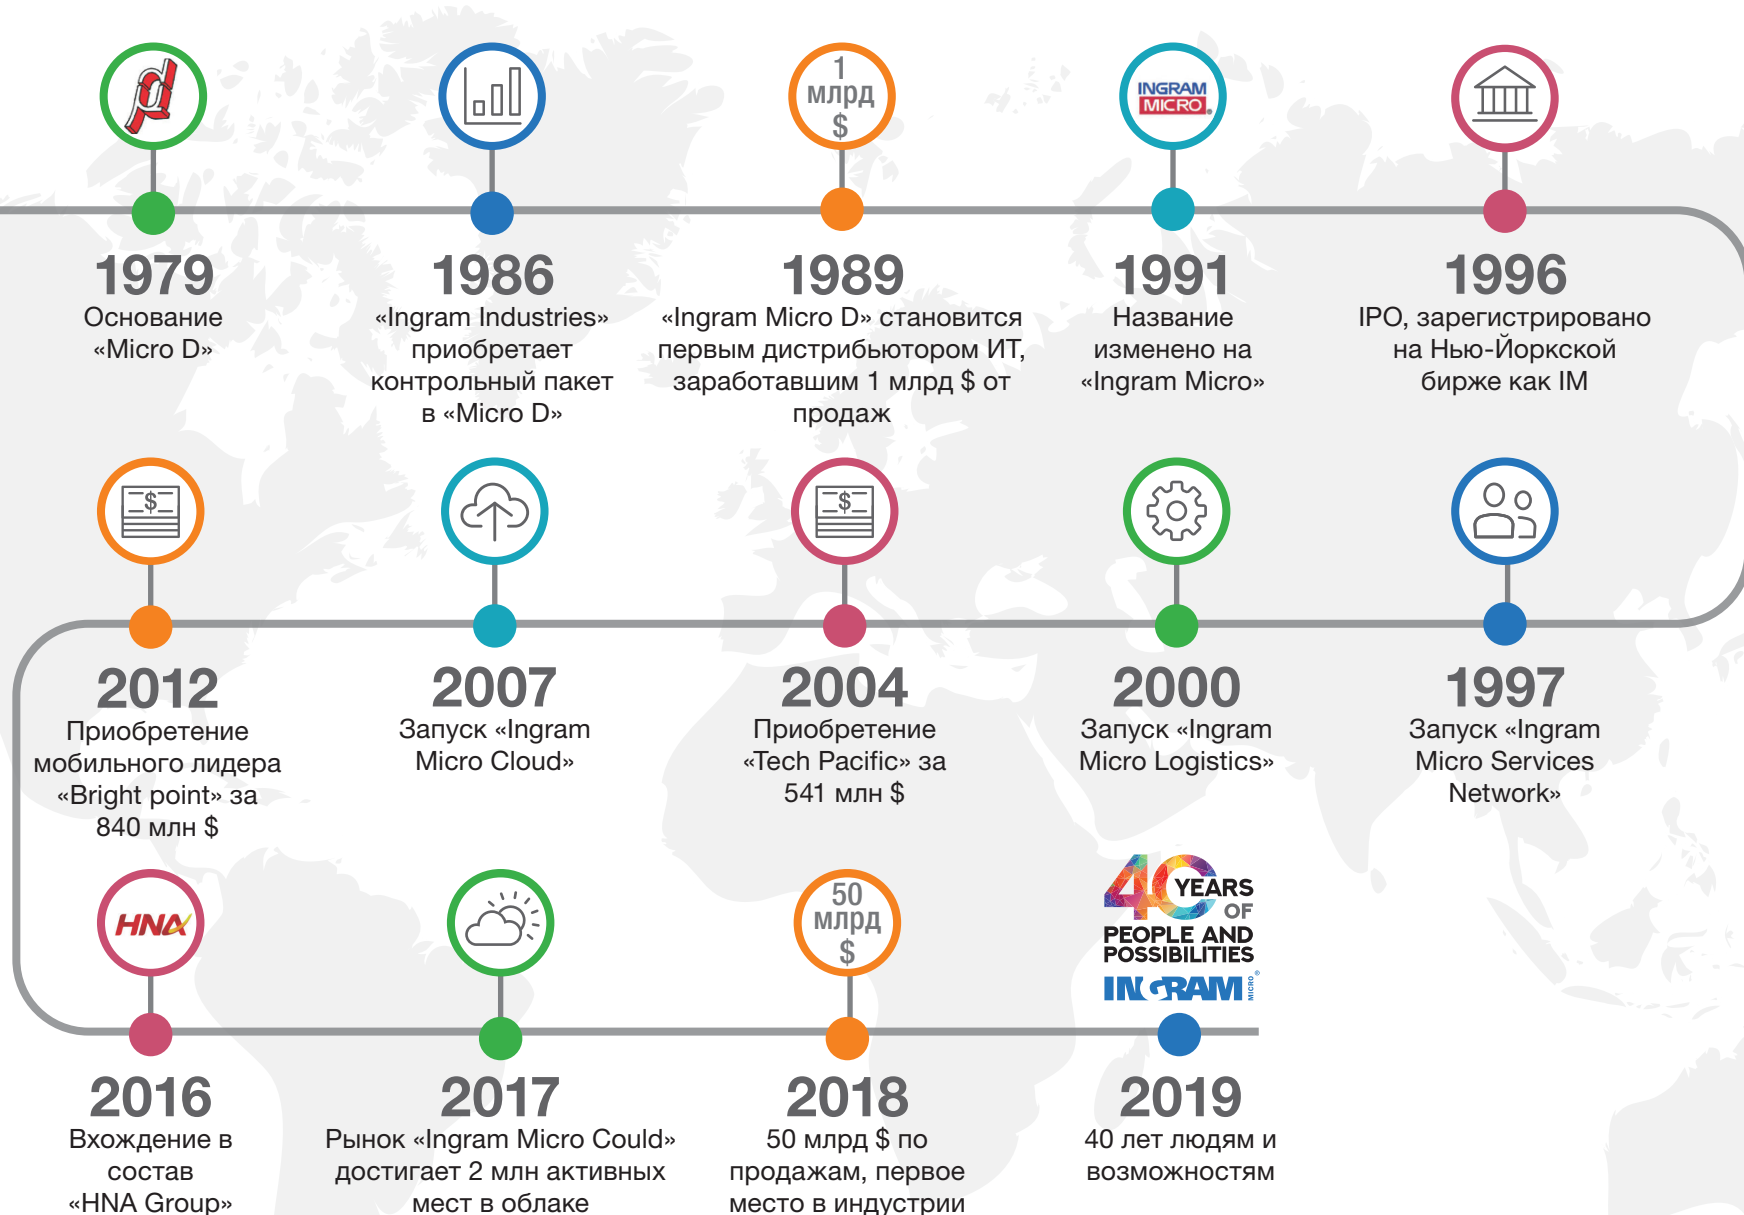 1
млрд
$
INGRAM
MICRO
1979
Основание
«Micro D»
1986
«Ingram Industries»
приобретает
контрольный пакет
в «Micro D»
1989
«Ingram Micro D» становится
первым дистрибьютором ИТ,
заработавшим 1 млрд $ от
продаж
1991
Название
изменено на
«Ingram Micro»
1996
IPO, зарегистрировано
на Нью-Йоркской
бирже как IM
$
$
2012
Приобретение
мобильного лидера
«Bright point» за
840 млн $
2007
Запуск «Ingram
Micro Cloud»
2004
Приобретение
«Tech Pacific» за
541 млн $
2000
Запуск «Ingram
Micro Logistics»
1997
Запуск «Ingram
Micro Services
Network»
HNA
50
млрд
$
40 YEARS
OF
PEOPLE AND
POSSIBILITIES
INGRAM MICRO®
2016
Вхождение в
состав
«HNA Group»
2017
Рынок «Ingram Micro Could»
достигает 2 млн активных
мест в облаке
2018
50 млрд $ по
продажам, первое
место в индустрии
2019
40 лет людям и
возможностям